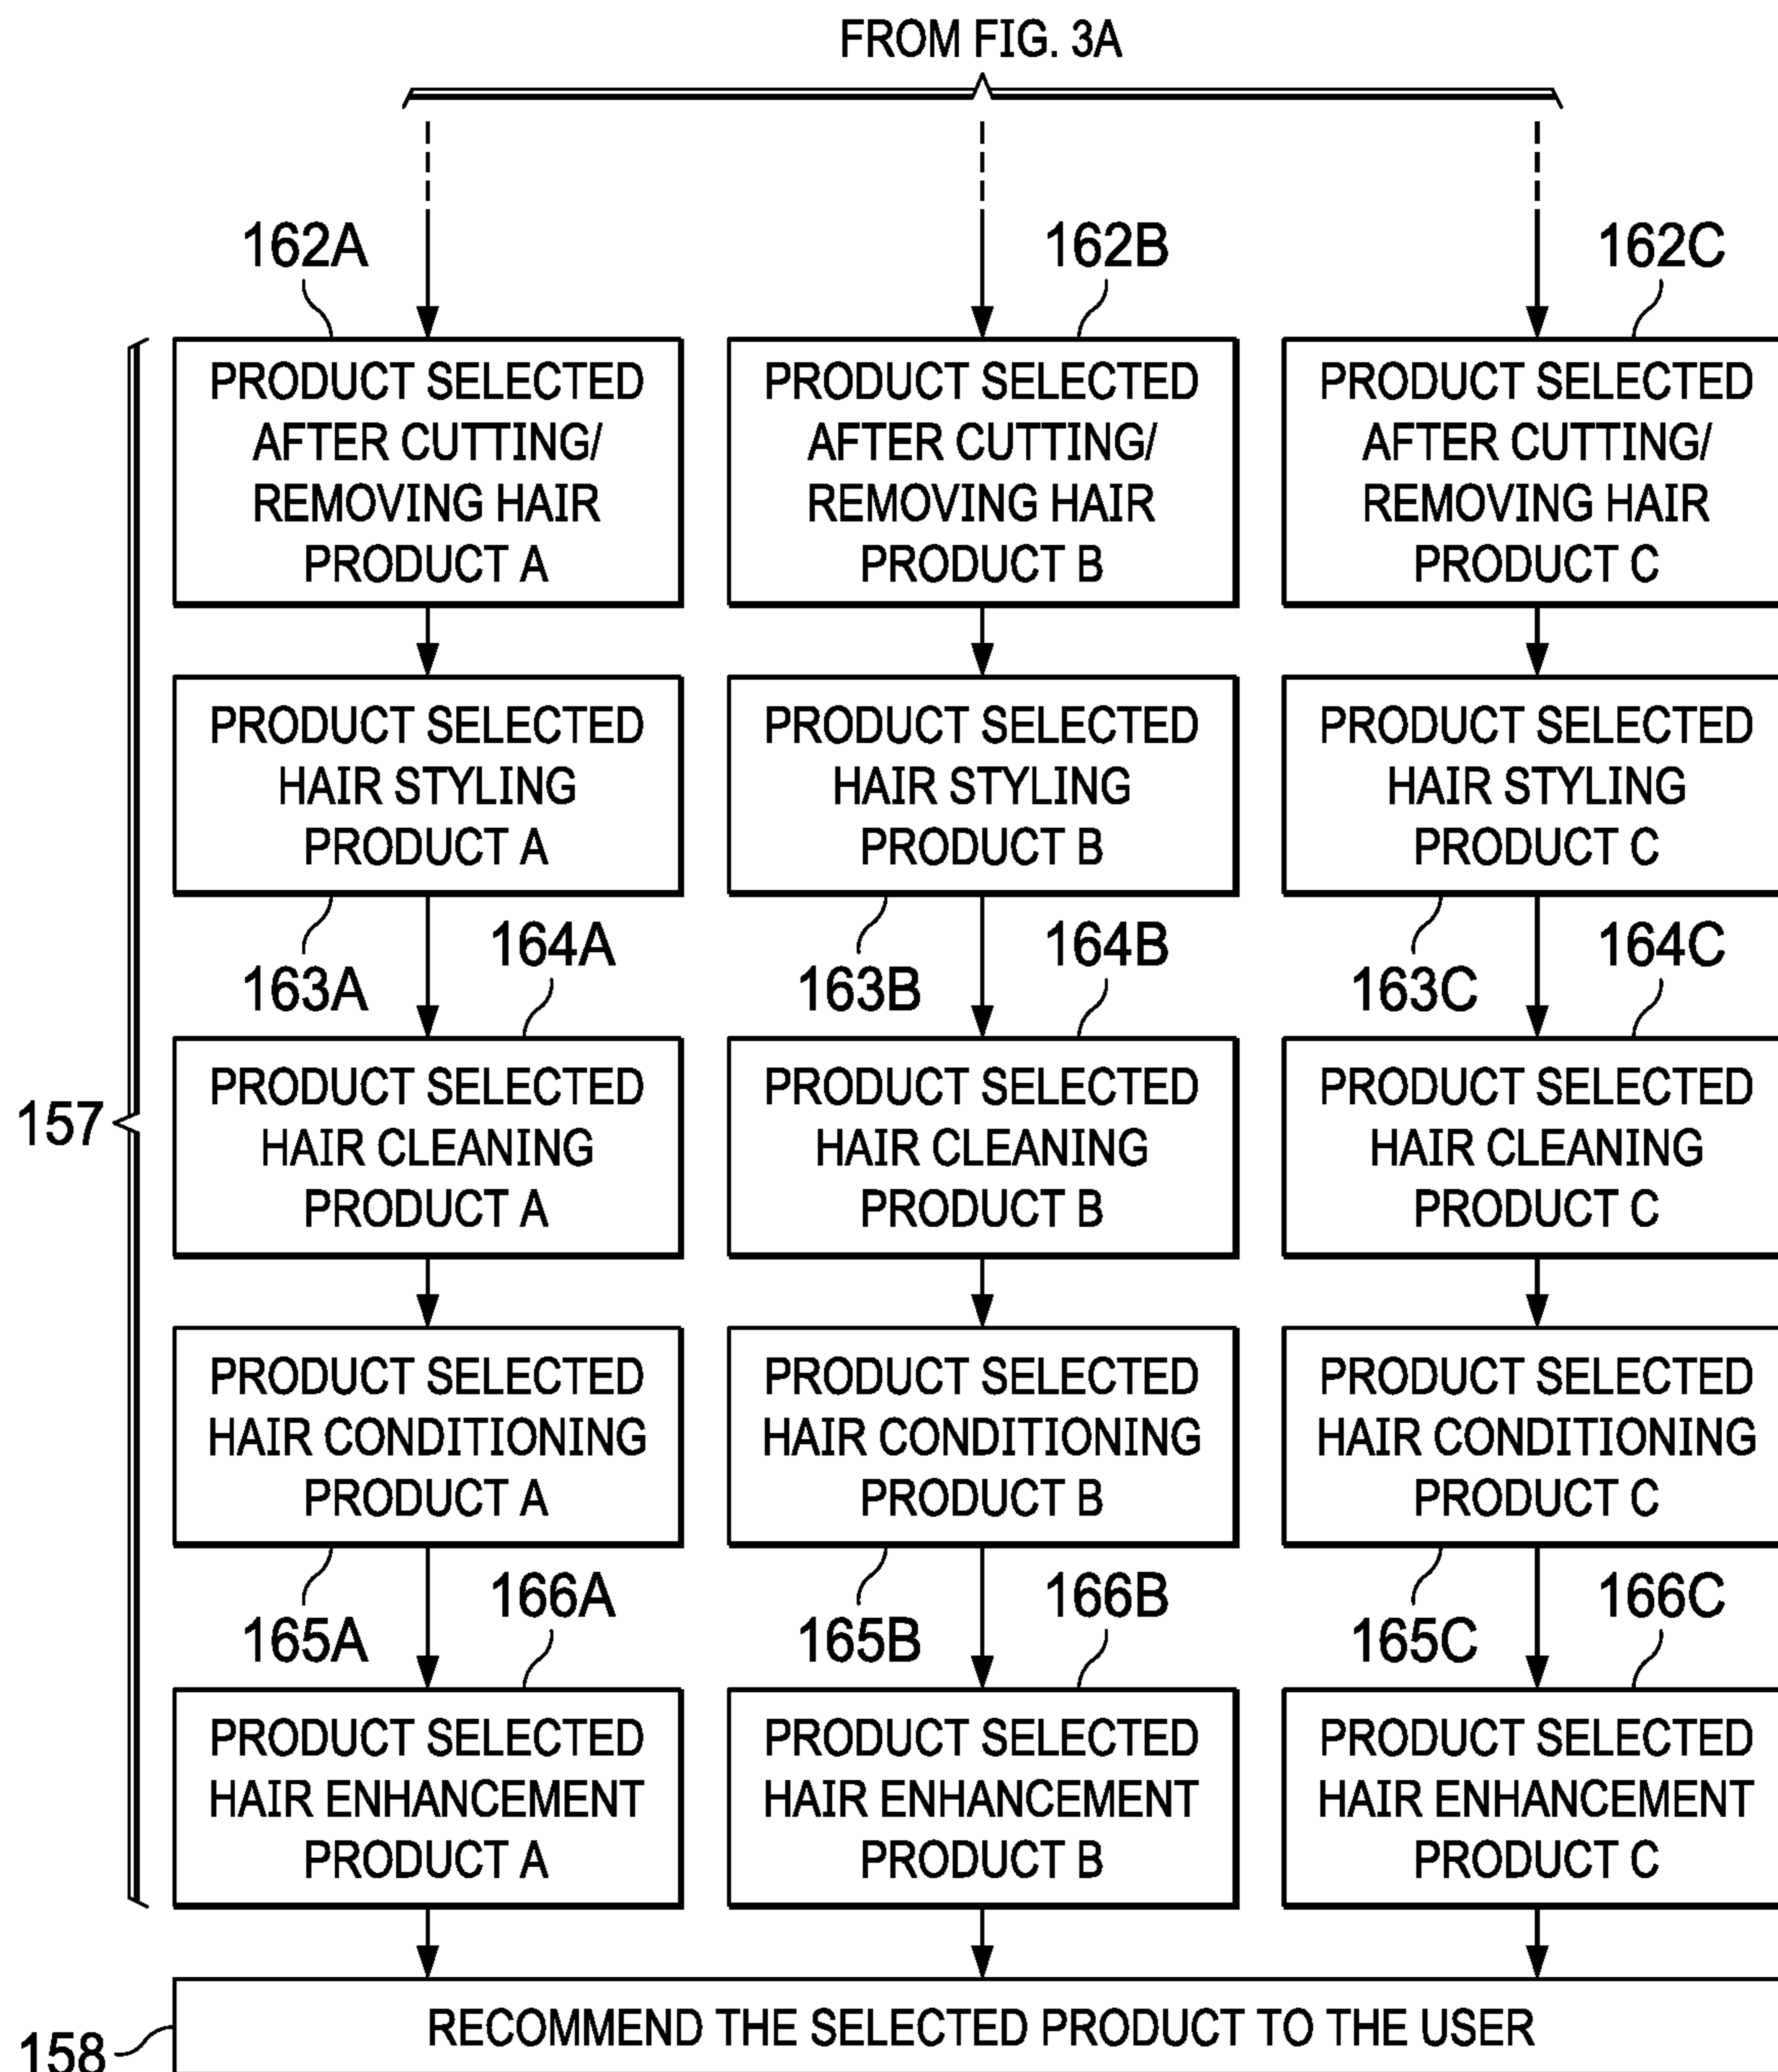 FROM FIG. 3A
162A
162B
162C
PRODUCT SELECTED
AFTER CUTTING/
REMOVING HAIR
PRODUCT A
PRODUCT SELECTED
AFTER CUTTING/
REMOVING HAIR
PRODUCT B
PRODUCT SELECTED
AFTER CUTTING/
REMOVING HAIR
PRODUCT C
PRODUCT SELECTED
HAIR STYLING
PRODUCT A
PRODUCT SELECTED
HAIR STYLING
PRODUCT B
PRODUCT SELECTED
HAIR STYLING
PRODUCT C
163A
164A
163B
164B
163C
164C
157
PRODUCT SELECTED
HAIR CLEANING
PRODUCT A
PRODUCT SELECTED
HAIR CLEANING
PRODUCT B
PRODUCT SELECTED
HAIR CLEANING
PRODUCT C
PRODUCT SELECTED
HAIR CONDITIONING
PRODUCT A
PRODUCT SELECTED
HAIR CONDITIONING
PRODUCT B
PRODUCT SELECTED
HAIR CONDITIONING
PRODUCT C
165A
166A
165B
166B
165C
166C
PRODUCT SELECTED
HAIR ENHANCEMENT
PRODUCT A
PRODUCT SELECTED
HAIR ENHANCEMENT
PRODUCT B
PRODUCT SELECTED
HAIR ENHANCEMENT
PRODUCT C
158
RECOMMEND THE SELECTED PRODUCT TO THE USER